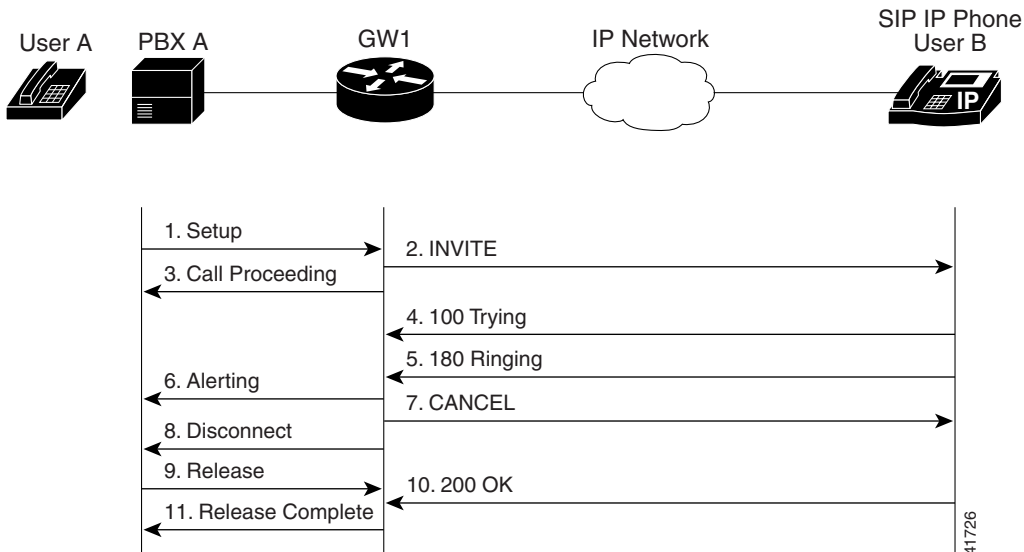 User A
PBX A
GW1
IP Network
SIP IP Phone
User B
IP
1. Setup
2. INVITE
3. Call Proceeding
4. 100 Trying
5. 180 Ringing
6. Alerting
7. CANCEL
8. Disconnect
9. Release
10. 200 OK
11. Release Complete
41726